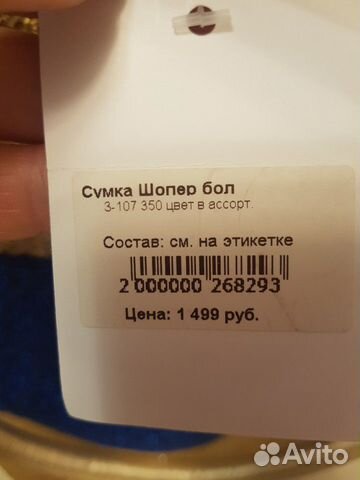 Сумка Шопер бол
3-107 350 цвет в ассорт.
Состав: см. на этикетке
2 000000 268293
Цена: 1 499 руб.
Avito